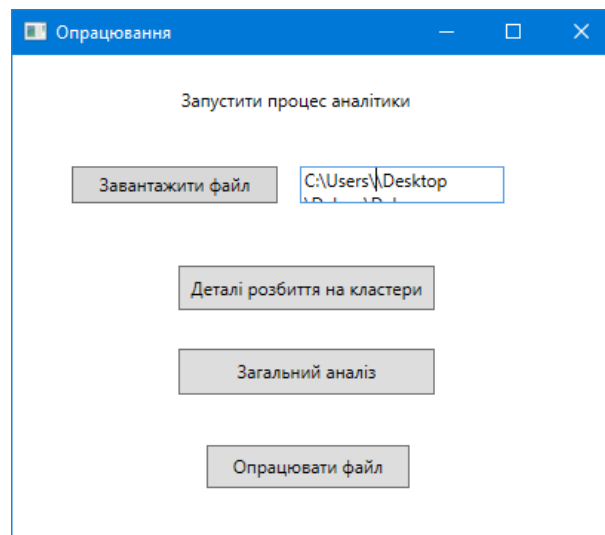 Опрацювання
Запустити процес аналітики
Завантажити файл
C:\Users\\Desktop
Деталі розбиття на кластери
Загальний аналіз
Опрацювати файл